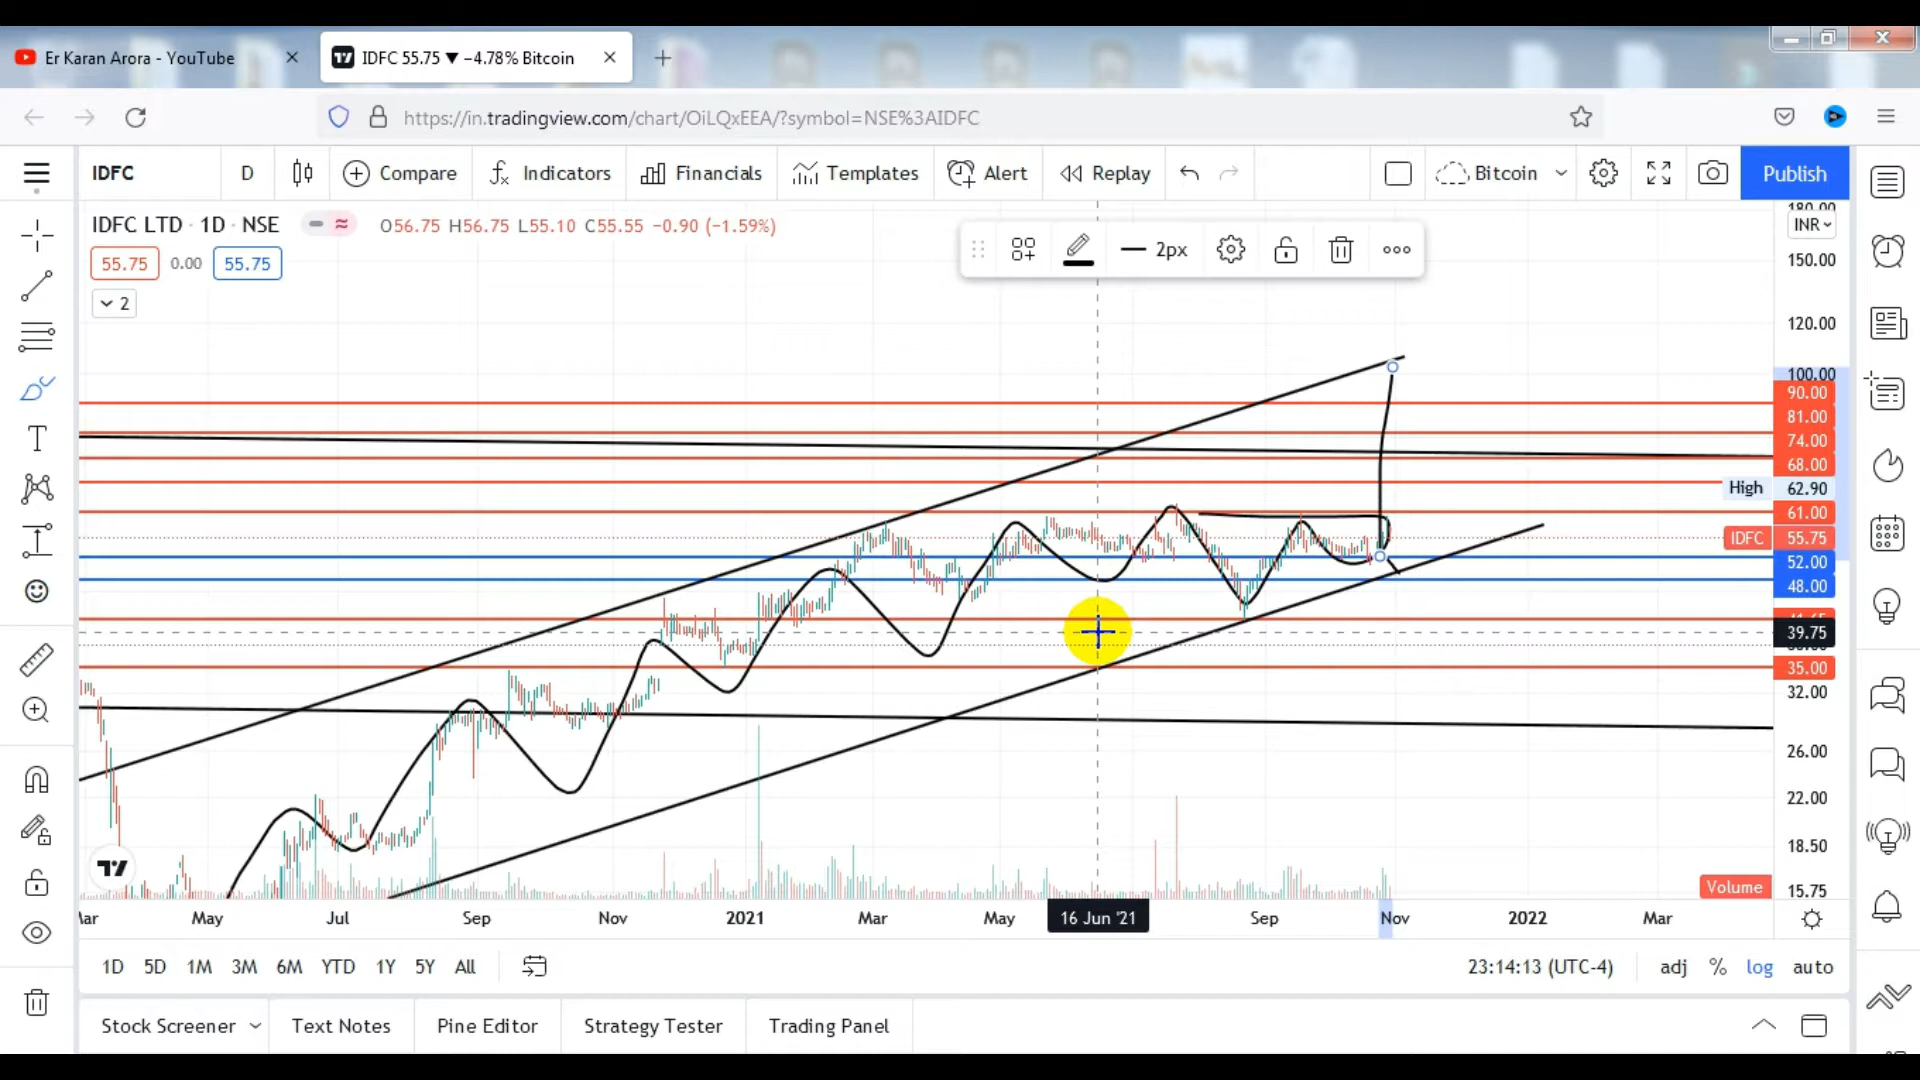 Er Karan Arora - YouTube
IDFC 55.75 ▼ −4.78% Bitcoin
https://in.tradingview.com/chart/OiLQxEEA/?symbol=NSE%3AIDFC
IDFC
D
Compare
Indicators
Financials
Templates
Alert
Replay
Bitcoin
Publish
IDFC LTD · 1D · NSE
O56.75 H56.75 L55.10 C55.55 −0.90 (−1.59%)
55.75
0.00
55.75
2
2px
180.00
INR
150.00
120.00
100.00
90.00
81.00
74.00
68.00
High 62.90
61.00
IDFC 55.75
52.00
48.00
39.75
35.00
32.00
26.00
22.00
18.50
Volume
15.75
May
Jul
Sep
Nov
2021
Mar
May
16 Jun '21
Sep
Nov
2022
Mar
1D 5D 1M 3M 6M YTD 1Y 5Y All
23:14:13 (UTC-4)
adj % log auto
Stock Screener
Text Notes
Pine Editor
Strategy Tester
Trading Panel